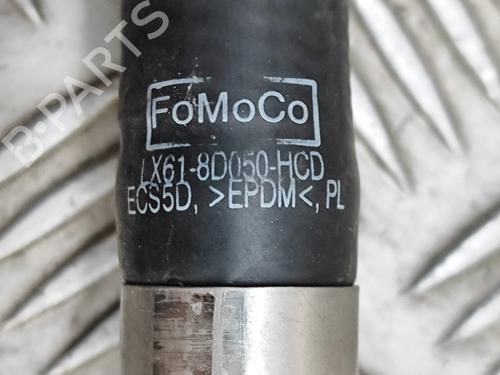 B-PARTS
FoMoCo
LX61-8D050-HCD
ECS5D, >EPDM<, PL